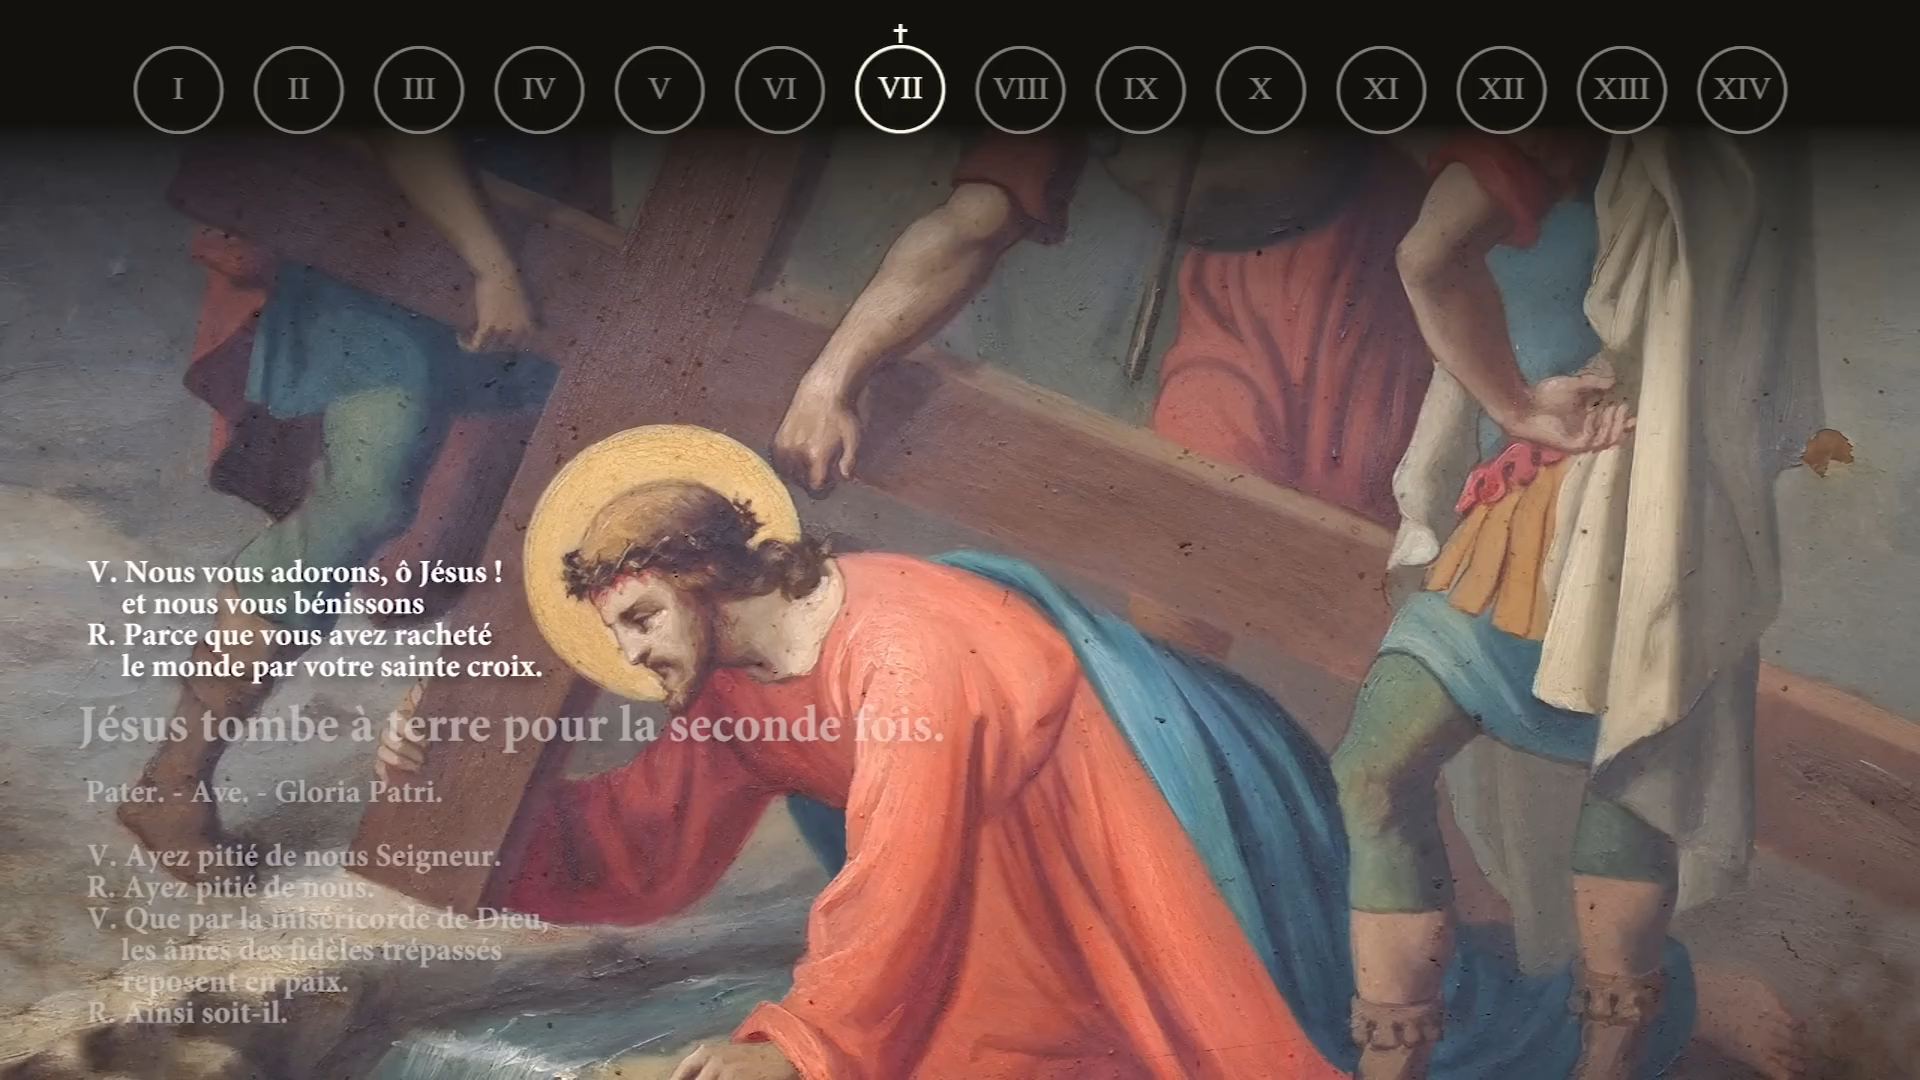 ✝
I II III IV V VI VII VIII IX X XI XII XIII XIV
V. Nous vous adorons, ô Jésus !
et nous vous bénissons
R. Parce que vous avez racheté
le monde par votre sainte croix.
Jésus tombe à terre pour la seconde fois.
Pater. - Ave. - Gloria Patri.
V. Ayez pitié de nous Seigneur.
R. Ayez pitié de nous.
V. Que par la miséricorde de Dieu,
les âmes des fidèles trépassés
reposent en paix.
R. Ainsi soit-il.